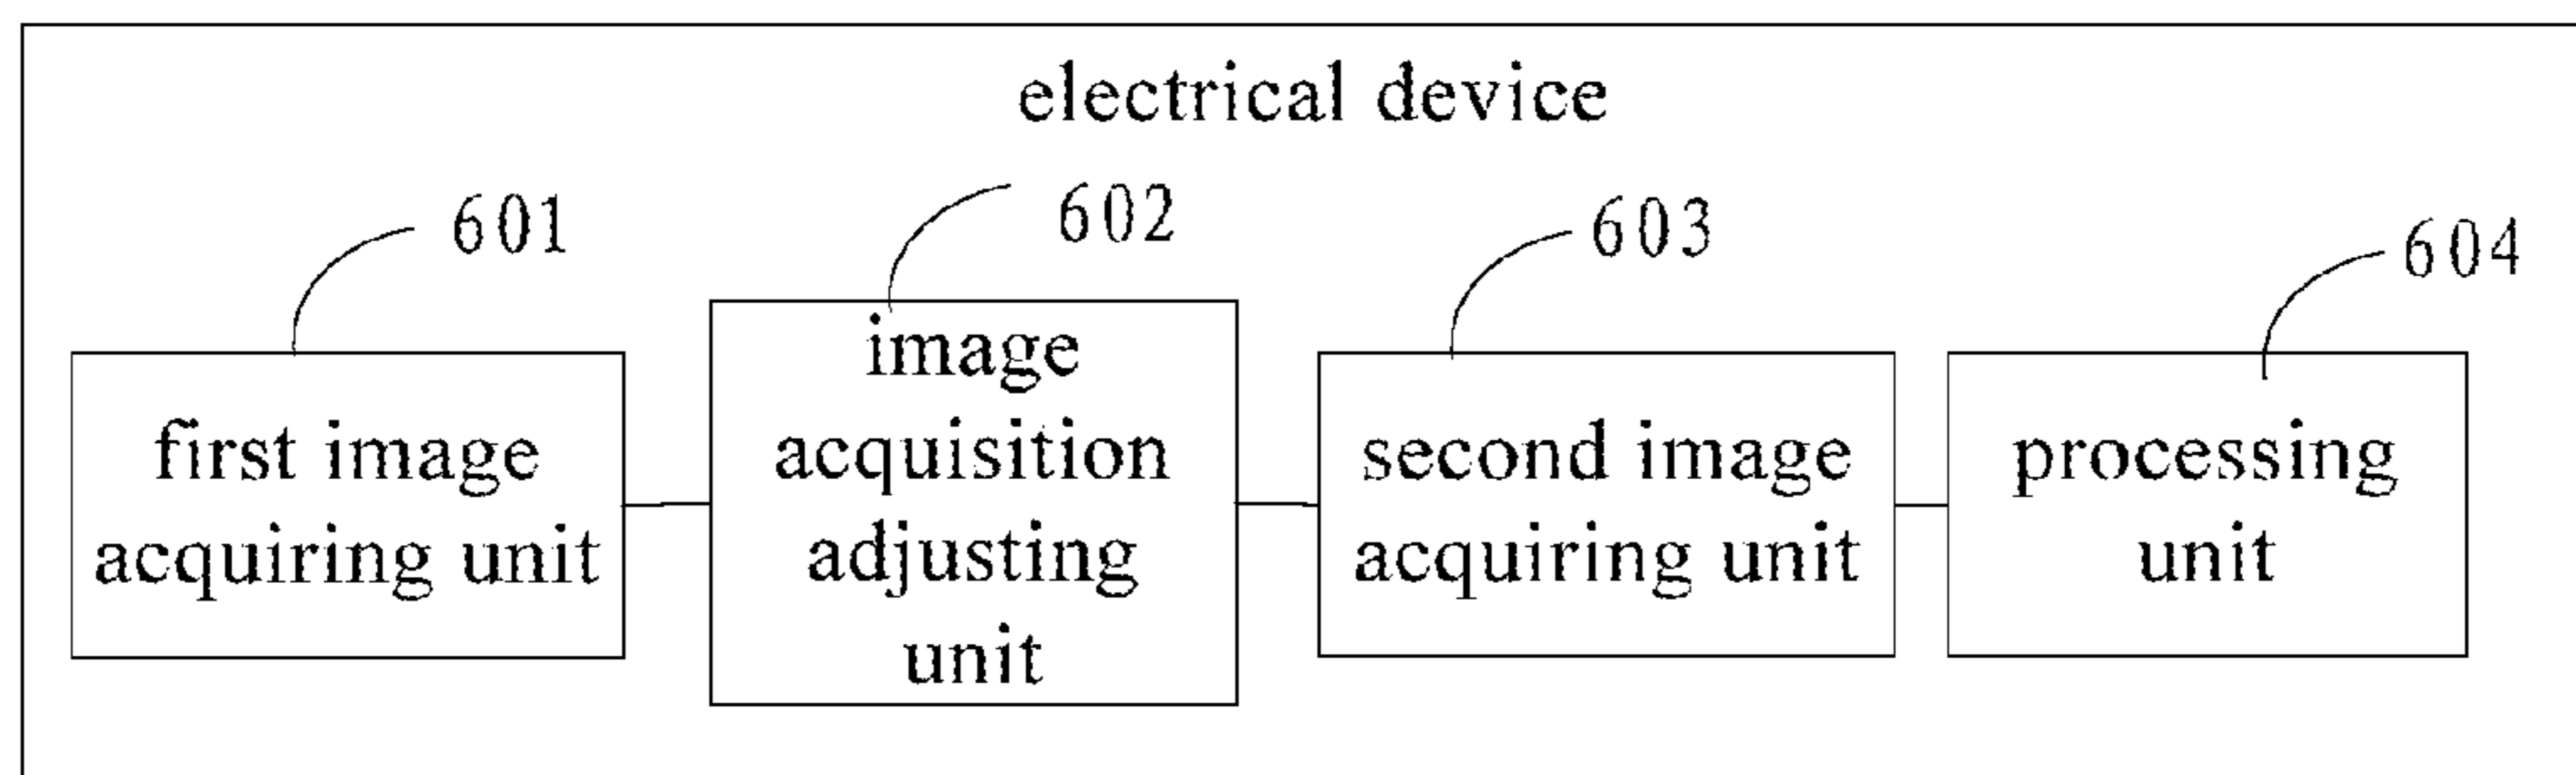 electrical device
601
602
603
604
first image
acquiring unit
image
acquisition
adjusting
unit
second image
acquiring unit
processing
unit